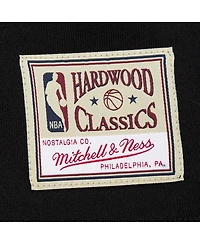 HARDWOOD
NBA
CLASSICS
NOSTALGIA CO.
Mitchell & Ness
PHILADELPHIA, PA.